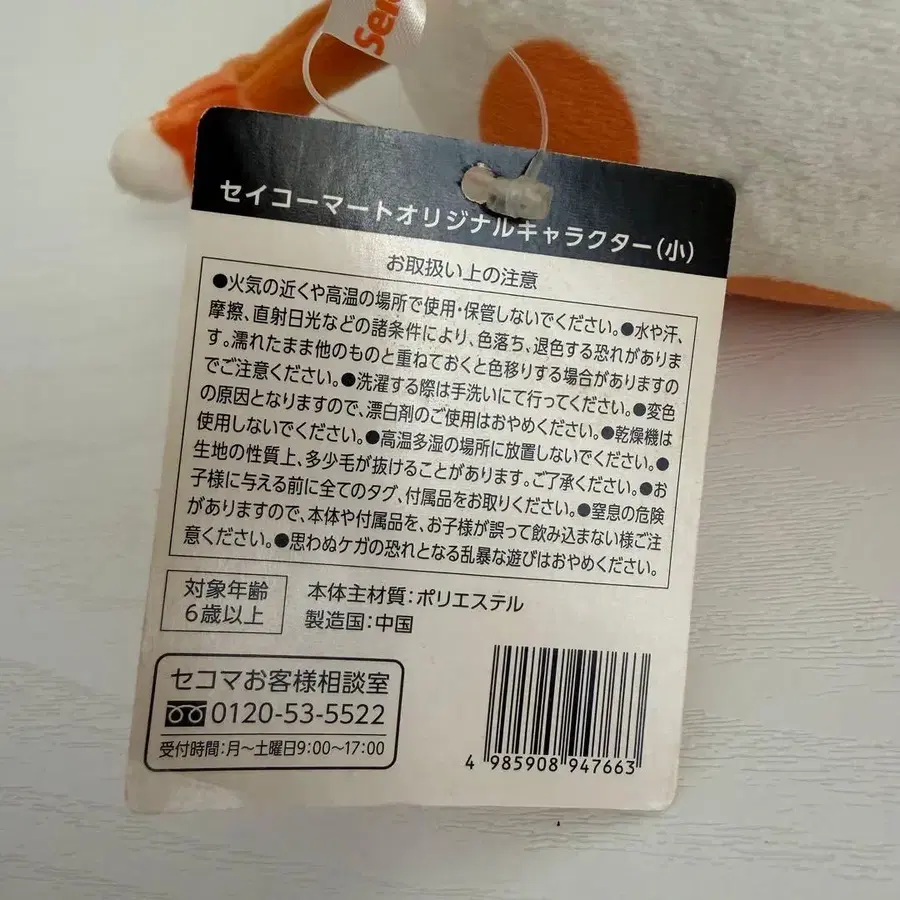 セイコーマートオリジナルキャラクター(小)
お取扱い上の注意
●火気の近くや高温の場所で使用・保管しないでください。●水や汗、
摩擦、直射日光などの諸条件により、色落ち、退色する恐れがありま
す。濡れたまま他のものと重ねておくと色移りする場合がありますの
でご注意ください。●洗濯する際は手洗いにて行ってください。●変色
の原因となりますので、漂白剤のご使用はおやめください。●乾燥機は
使用しないでください。●高温多湿の場所に放置しないでください。●
生地の性質上、多少毛が抜けることがあります。ご了承ください。●お
子様に与える前に全てのタグ、付属品をお取りください。●窒息の危険
がありますので、本体や付属品を、お子様が誤って飲み込まない様ご注
意ください。●思わぬケガの恐れとなる乱暴な遊びはおやめください。
対象年齢
6歳以上
本体主材質:ポリエステル
製造国:中国
セコマお客様相談室
0120-53-5522
受付時間:月〜土曜日9:00〜17:00
4 985908 947663